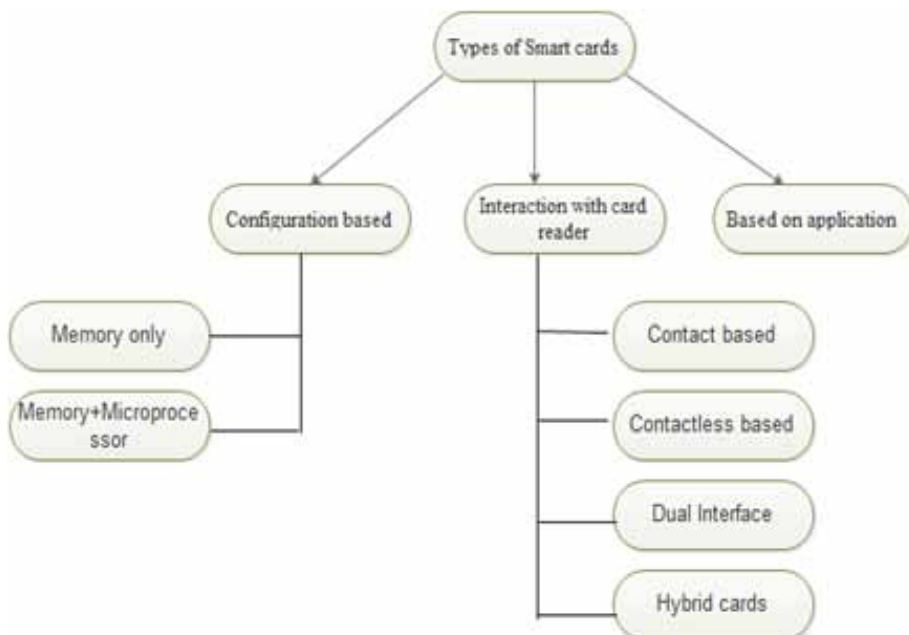 Types of Smart cards
Configuration based
Interaction with card
reader
Based on application
Memory only
Memory+Microproce
ssor
Contact based
Contactless based
Dual Interface
Hybrid cards